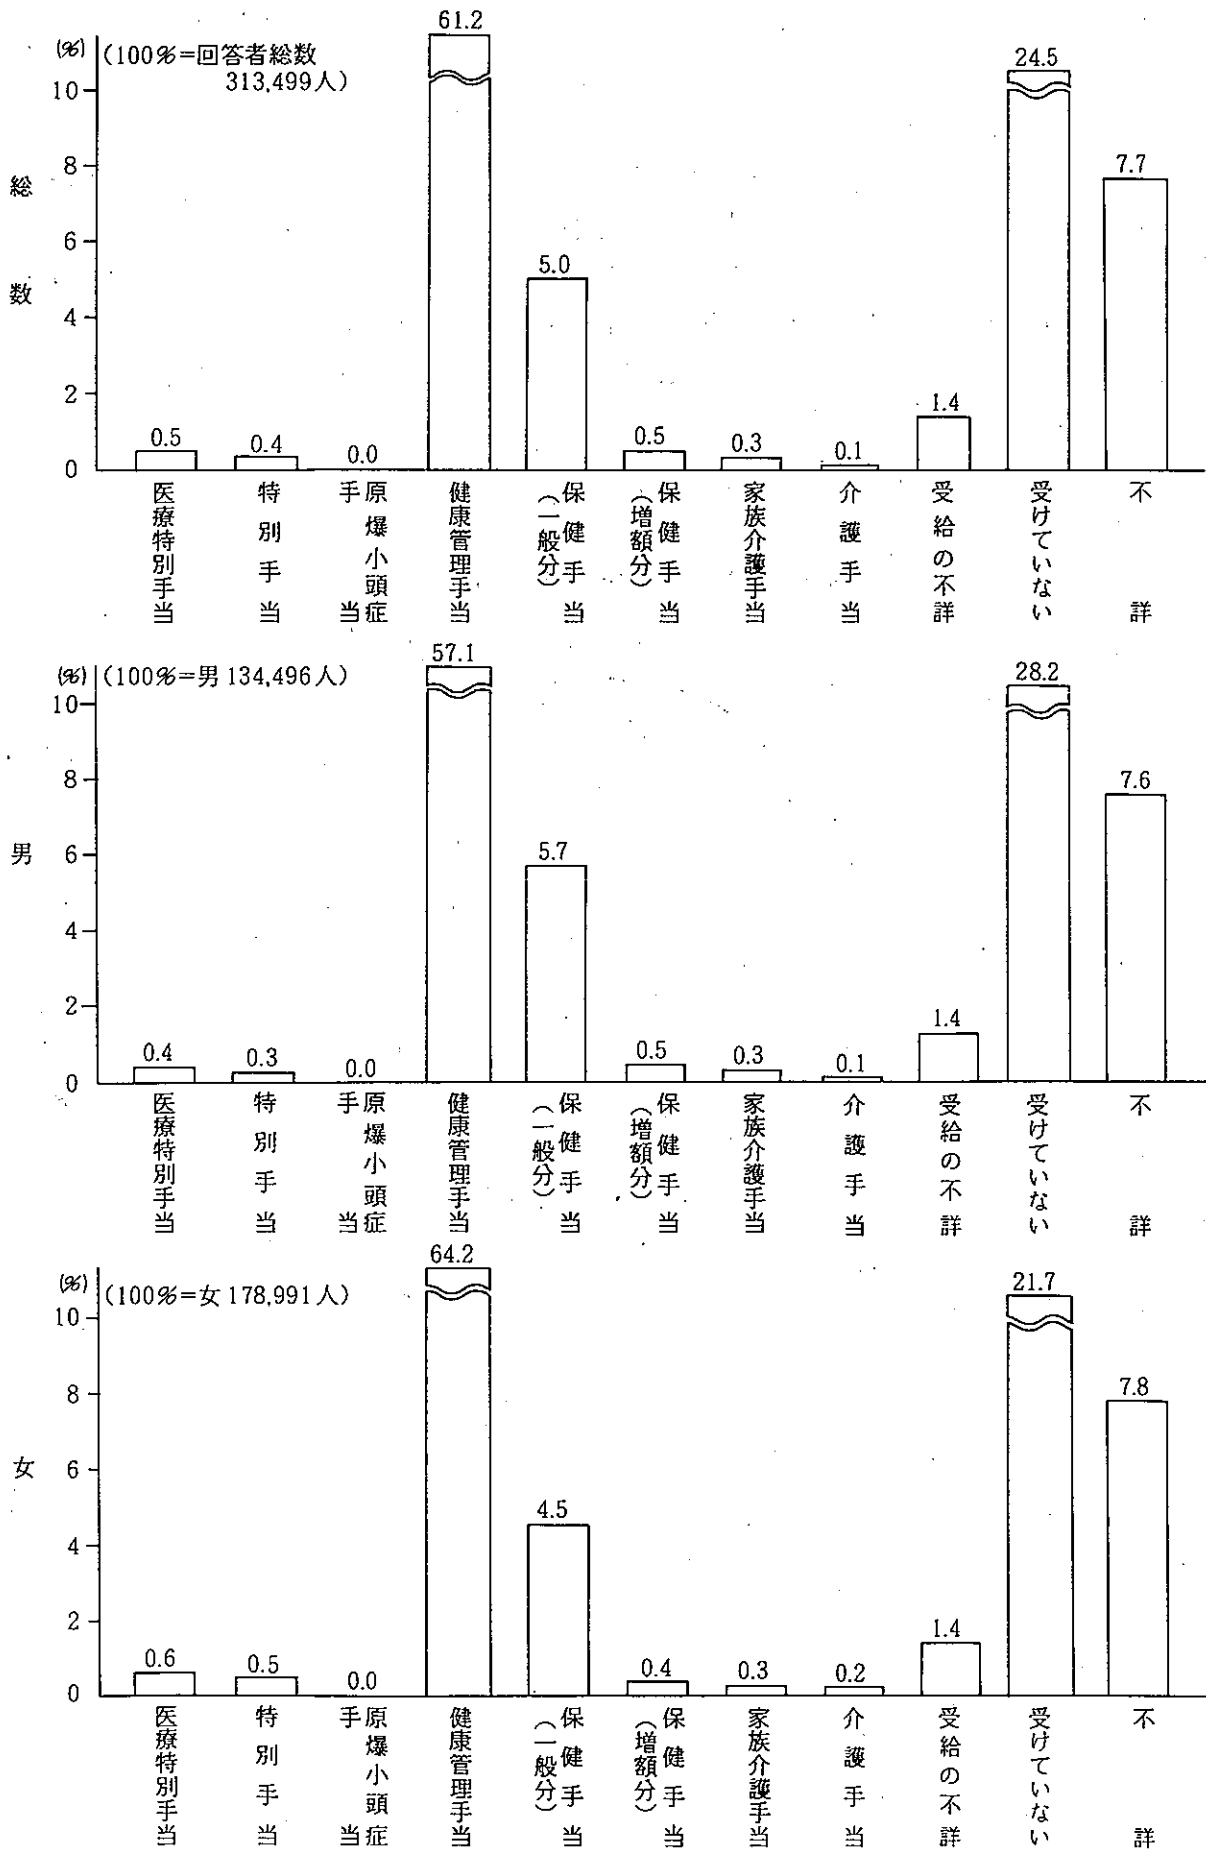 総数
(%)
(100%=回答者総数
313,499人)
10
8
6
4
2
0
0.5
0.4
0.0
61.2
5.0
0.5
0.3
0.1
1.4
24.5
7.7
医療特別手当
特別手当
原爆小頭症
手当
健康管理手当
保健手当
(一般分)
保健手当
(増額分)
家族介護手当
介護手当
受給の不詳
受けていない
不詳
男
(%)
(100%=男 134,496人)
10
8
6
4
2
0
0.4
0.3
0.0
57.1
5.7
0.5
0.3
0.1
1.4
28.2
7.6
医療特別手当
特別手当
原爆小頭症
手当
健康管理手当
保健手当
(一般分)
保健手当
(増額分)
家族介護手当
介護手当
受給の不詳
受けていない
不詳
女
(%)
(100%=女 178,991人)
10
8
6
4
2
0
0.6
0.5
0.0
64.2
4.5
0.4
0.3
0.2
1.4
21.7
7.8
医療特別手当
特別手当
原爆小頭症
手当
健康管理手当
保健手当
(一般分)
保健手当
(増額分)
家族介護手当
介護手当
受給の不詳
受けていない
不詳